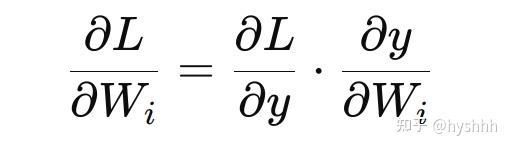 ∂L/∂W_i = ∂L/∂y · ∂y/∂W_i
知乎 @hyshhh